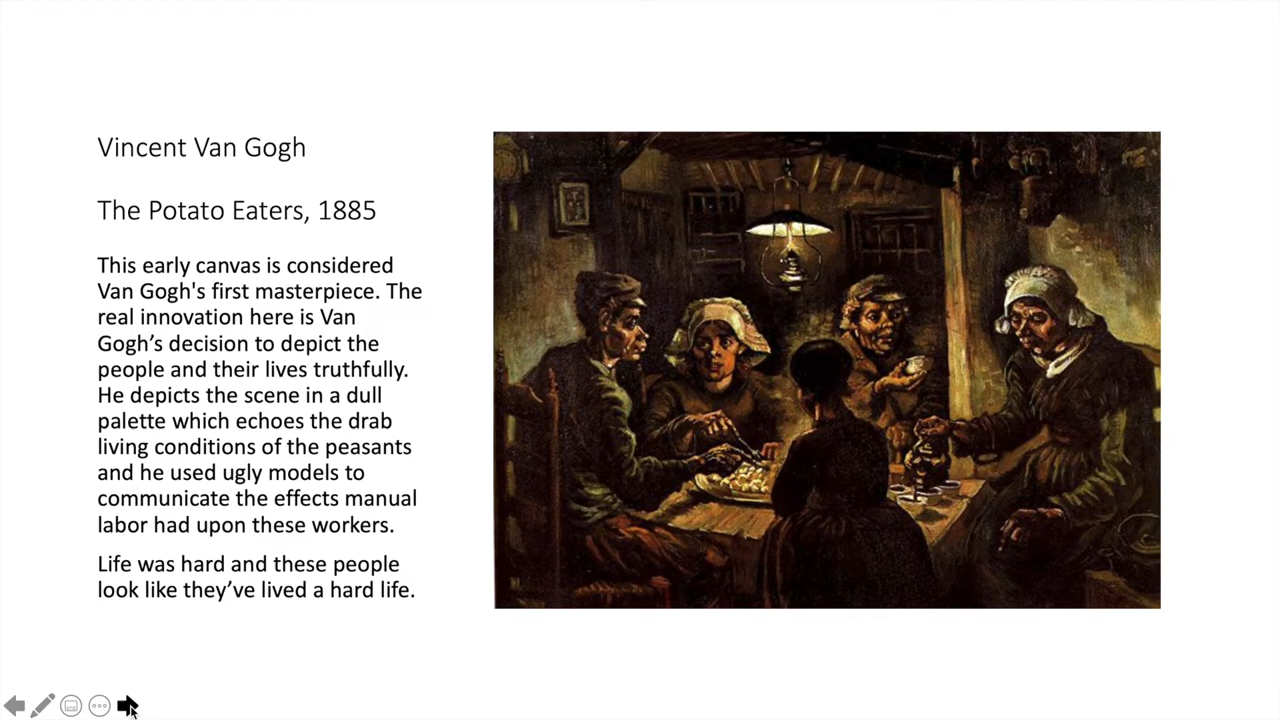 Vincent Van Gogh
The Potato Eaters, 1885
This early canvas is considered
Van Gogh's first masterpiece. The
real innovation here is Van
Gogh’s decision to depict the
people and their lives truthfully.
He depicts the scene in a dull
palette which echoes the drab
living conditions of the peasants
and he used ugly models to
communicate the effects manual
labor had upon these workers.
Life was hard and these people
look like they’ve lived a hard life.